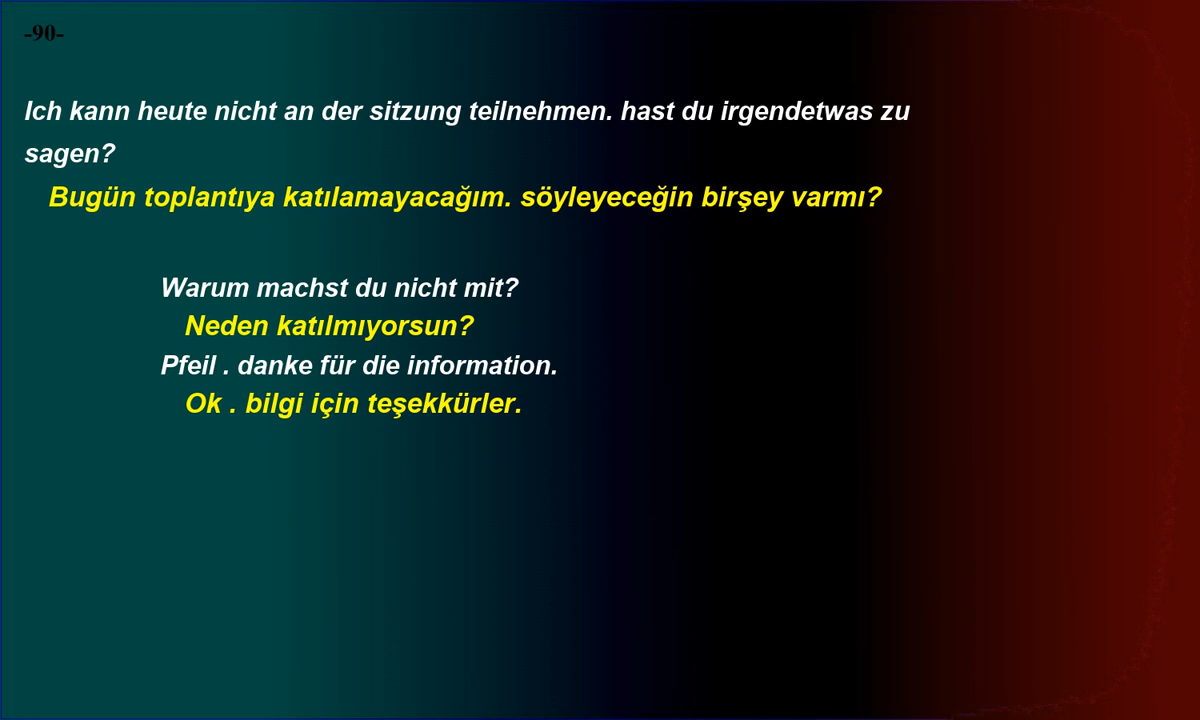 -90-
Ich kann heute nicht an der sitzung teilnehmen. hast du irgendetwas zu
sagen?
Bugün toplantıya katılamayacağım. söyleyeceğin birşey varmı?
Warum machst du nicht mit?
Neden katılmıyorsun?
Pfeil . danke für die information.
Ok . bilgi için teşekkürler.